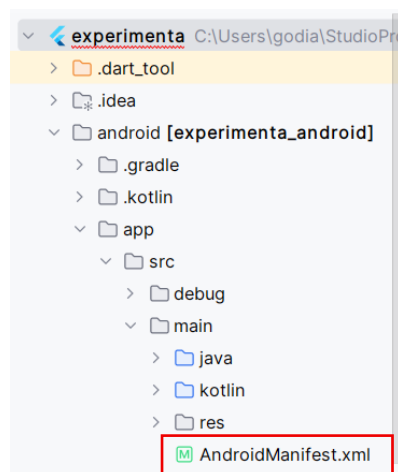 experimenta C:\Users\godia\StudioPr
.dart_tool
.idea
android [experimenta_android]
.gradle
.kotlin
app
src
debug
main
java
kotlin
res
AndroidManifest.xml